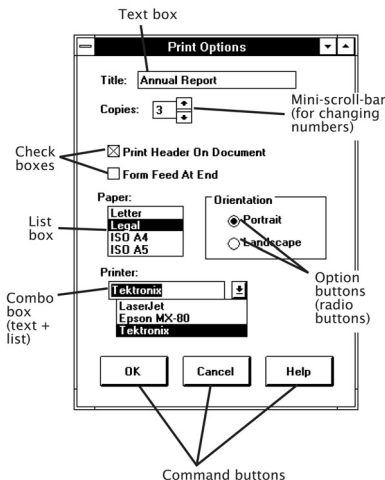 Text box
Print Options
Title: Annual Report
Copies: 3
Mini-scroll-bar
(for changing
numbers)
Check
boxes
Print Header On Document
Form Feed At End
Paper:
Letter
Legal
ISO A4
ISO A5
List
box
Orientation
Portrait
Landscape
Option
buttons
(radio
buttons)
Printer:
Tektronix
LaserJet
Epson MX-80
Tektronix
Combo
box
(text +
list)
OK Cancel Help
Command buttons